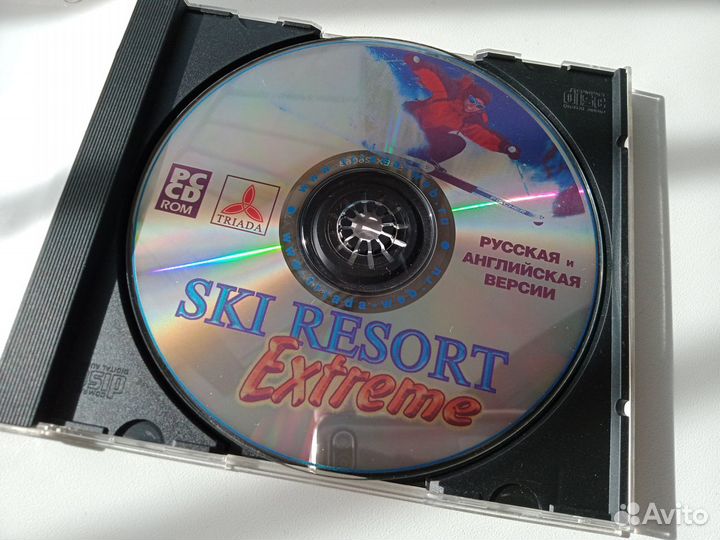 PC
CD
ROM
TRIADA
РУССКАЯ и
АНГЛИЙСКАЯ
ВЕРСИИ
SKI RESORT
Extreme
Avito